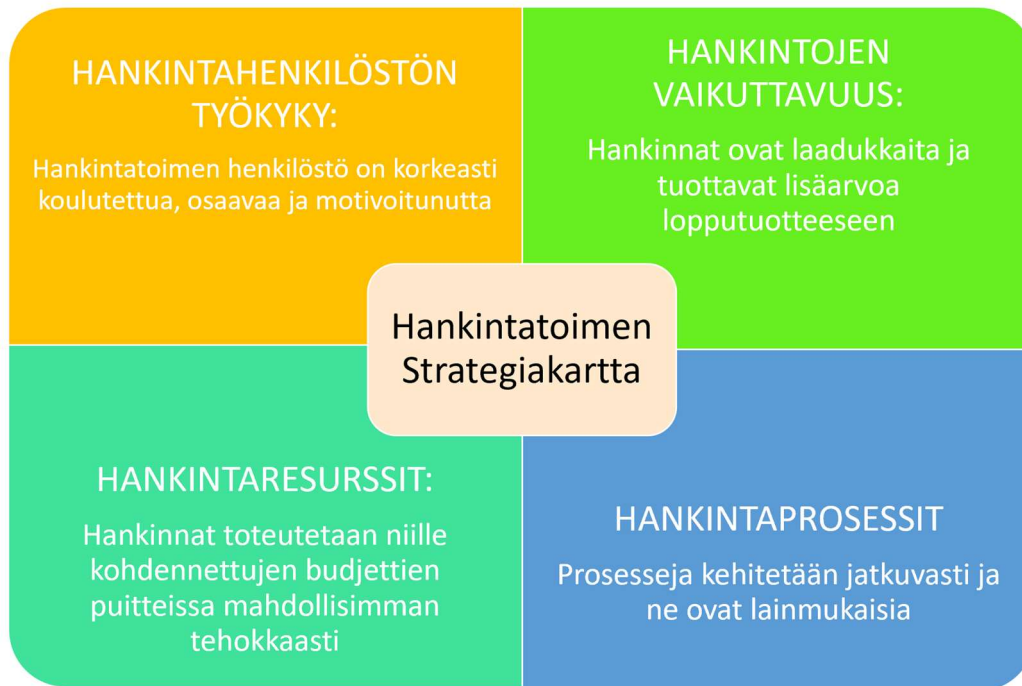 HANKINTAHENKILÖSTÖN
TYÖKYKY:
Hankintatoimen henkilöstö on korkeasti
koulutettua, osaavaa ja motivoitunutta
HANKINTOJEN
VAIKUTTAVUUS:
Hankinnat ovat laadukkaita ja
tuottavat lisäarvoa
lopputuotteeseen
Hankintatoimen
Strategiakartta
HANKINTARESURSSIT:
Hankinnat toteutetaan niille
kohdennettujen budjettien
puitteissa mahdollisimman
tehokkaasti
HANKINTAPROSESSIT
Prosesseja kehitetään jatkuvasti ja
ne ovat lainmukaisia